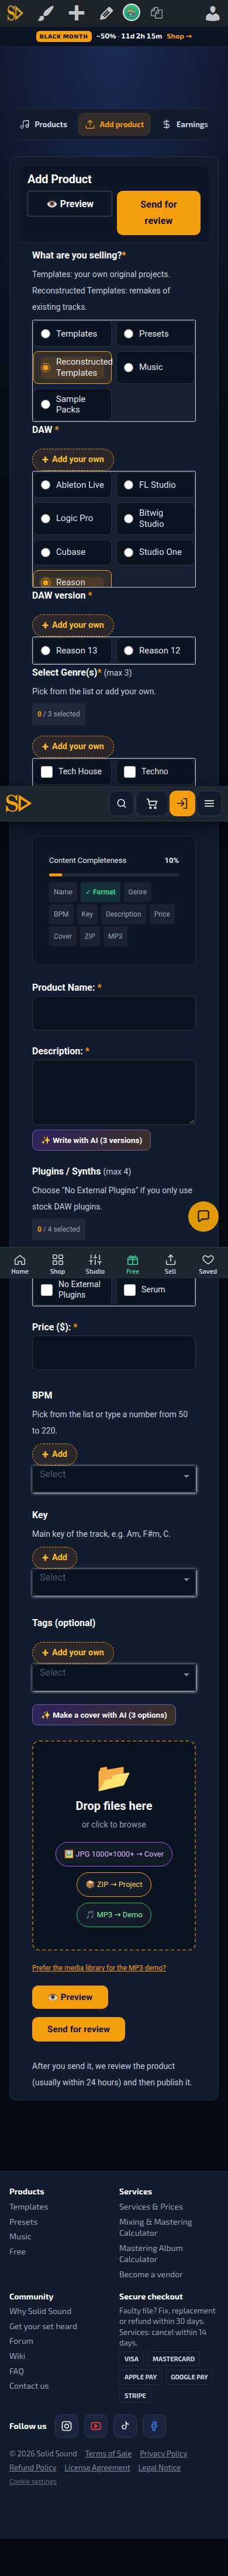 BLACK MONTH −50% · 11d 2h 15m Shop →
Products
Add product
Earnings
Add Product
👁️ Preview
Send for
review
What are you selling?*
Templates: your own original projects.
Reconstructed Templates: remakes of
existing tracks.
Templates
Presets
Reconstructed
Templates
Music
Sample
Packs
DAW *
+ Add your own
Ableton Live
FL Studio
Logic Pro
Bitwig
Studio
Cubase
Studio One
Reason
DAW version *
+ Add your own
Reason 13
Reason 12
Select Genre(s)* (max 3)
Pick from the list or add your own.
0 / 3 selected
+ Add your own
Tech House
Techno
Content Completeness 10%
Name
✓ Format
Genre
BPM
Key
Description
Price
Cover
ZIP
MP3
Product Name: *
Description: *
✨ Write with AI (3 versions)
Plugins / Synths (max 4)
Choose "No External Plugins" if you only use
stock DAW plugins.
0 / 4 selected
Home
Shop
Studio
Free
Sell
Saved
No External
Plugins
Serum
Price ($): *
BPM
Pick from the list or type a number from 50
to 220.
+ Add
Select
Key
Main key of the track, e.g. Am, F#m, C.
+ Add
Select
Tags (optional)
+ Add your own
Select
✨ Make a cover with AI (3 options)
Drop files here
or click to browse
🖼️ JPG 1000×1000+ → Cover
📦 ZIP → Project
🎵 MP3 → Demo
Prefer the media library for the MP3 demo?
👁️ Preview
Send for review
After you send it, we review the product
(usually within 24 hours) and then publish it.
Products
Templates
Presets
Music
Free
Services
Services & Prices
Mixing & Mastering
Calculator
Mastering Album
Calculator
Become a vendor
Community
Why Solid Sound
Get your set heard
Forum
Wiki
FAQ
Contact us
Secure checkout
Faulty file? Fix, replacement
or refund within 30 days.
Services: cancel within 14
days.
VISA
MASTERCARD
APPLE PAY
GOOGLE PAY
STRIPE
Follow us
© 2026 Solid Sound Terms of Sale Privacy Policy
Refund Policy License Agreement Legal Notice
Cookie settings